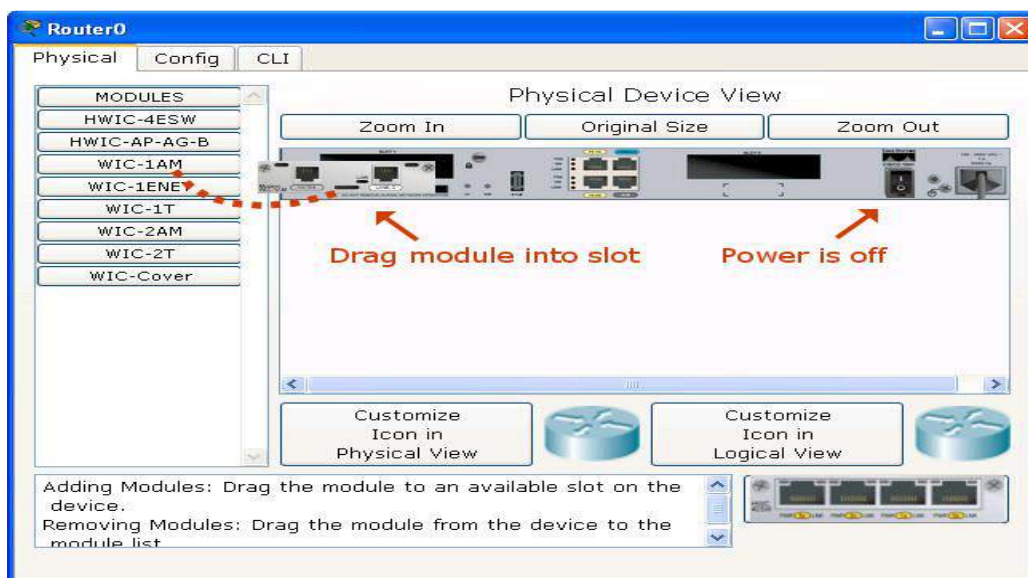 Router0
Physical
Config
CLI
MODULES
HWIC-4ESW
HWIC-AP-AG-B
WIC-1AM
WIC-1ENET
WIC-1T
WIC-2AM
WIC-2T
WIC-Cover
Physical Device View
Zoom In
Original Size
Zoom Out
Drag module into slot
Power is off
Customize
Icon in
Physical View
Customize
Icon in
Logical View
Adding Modules: Drag the module to an available slot on the
device.
Removing Modules: Drag the module from the device to the
module list